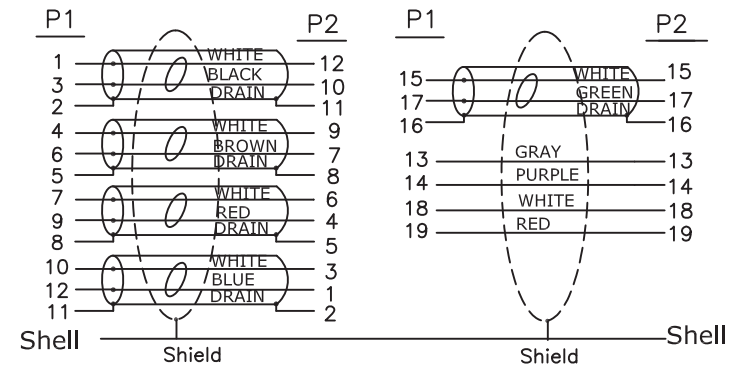 P1 P2
1 WHITE 12
3 BLACK 10
2 DRAIN 11
4 WHITE 9
6 BROWN 7
5 DRAIN 8
7 WHITE 6
9 RED 4
8 DRAIN 5
10 WHITE 3
12 BLUE 1
11 DRAIN 2
P1 P2
15 WHITE 15
17 GREEN 17
16 DRAIN 16
13 GRAY 13
14 PURPLE 14
18 WHITE 18
19 RED 19
Shell Shell
Shield Shield